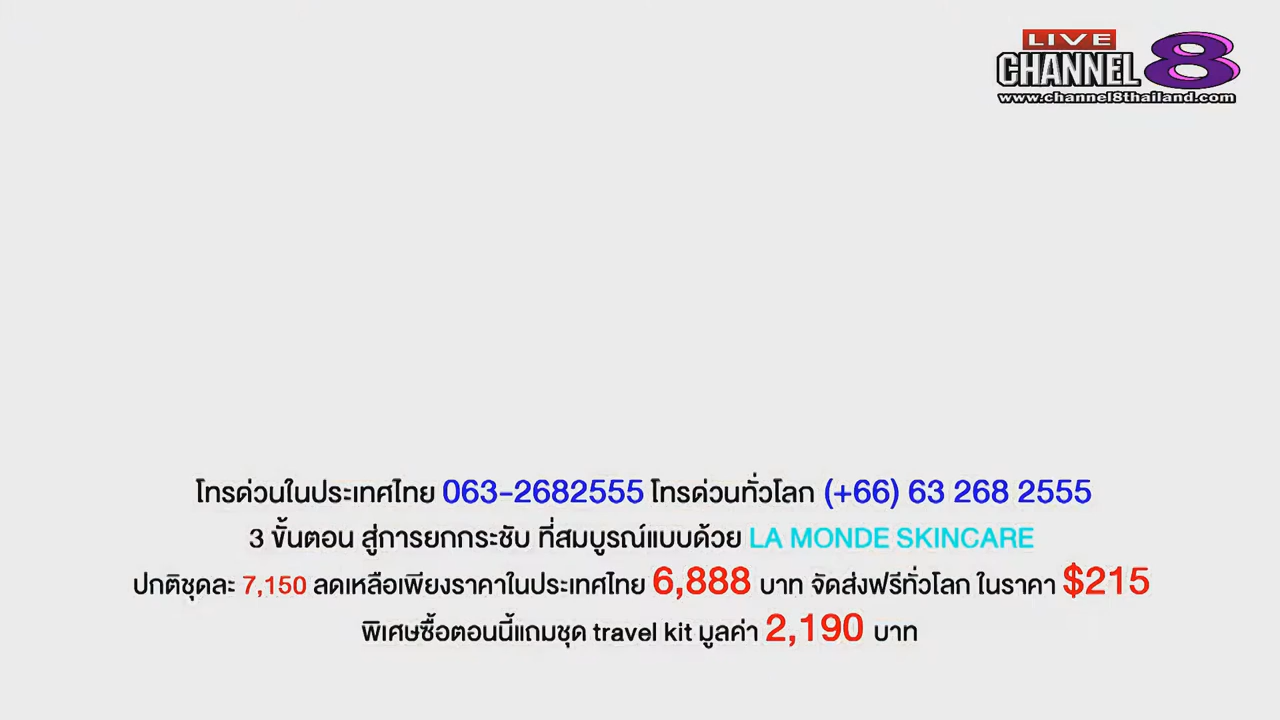 LIVE
CHANNEL 8
www.channel8thailand.com
โทรด่วนในประเทศไทย 063-2682555 โทรด่วนทั่วโลก (+66) 63 268 2555
3 ขั้นตอน สู่การยกกระชับ ที่สมบูรณ์แบบด้วย LA MONDE SKINCARE
ปกติชุดละ 7,150 ลดเหลือเพียงราคาในประเทศไทย 6,888 บาท จัดส่งฟรีทั่วโลก ในราคา $215
พิเศษซื้อตอนนี้แถมชุด travel kit มูลค่า 2,190 บาท